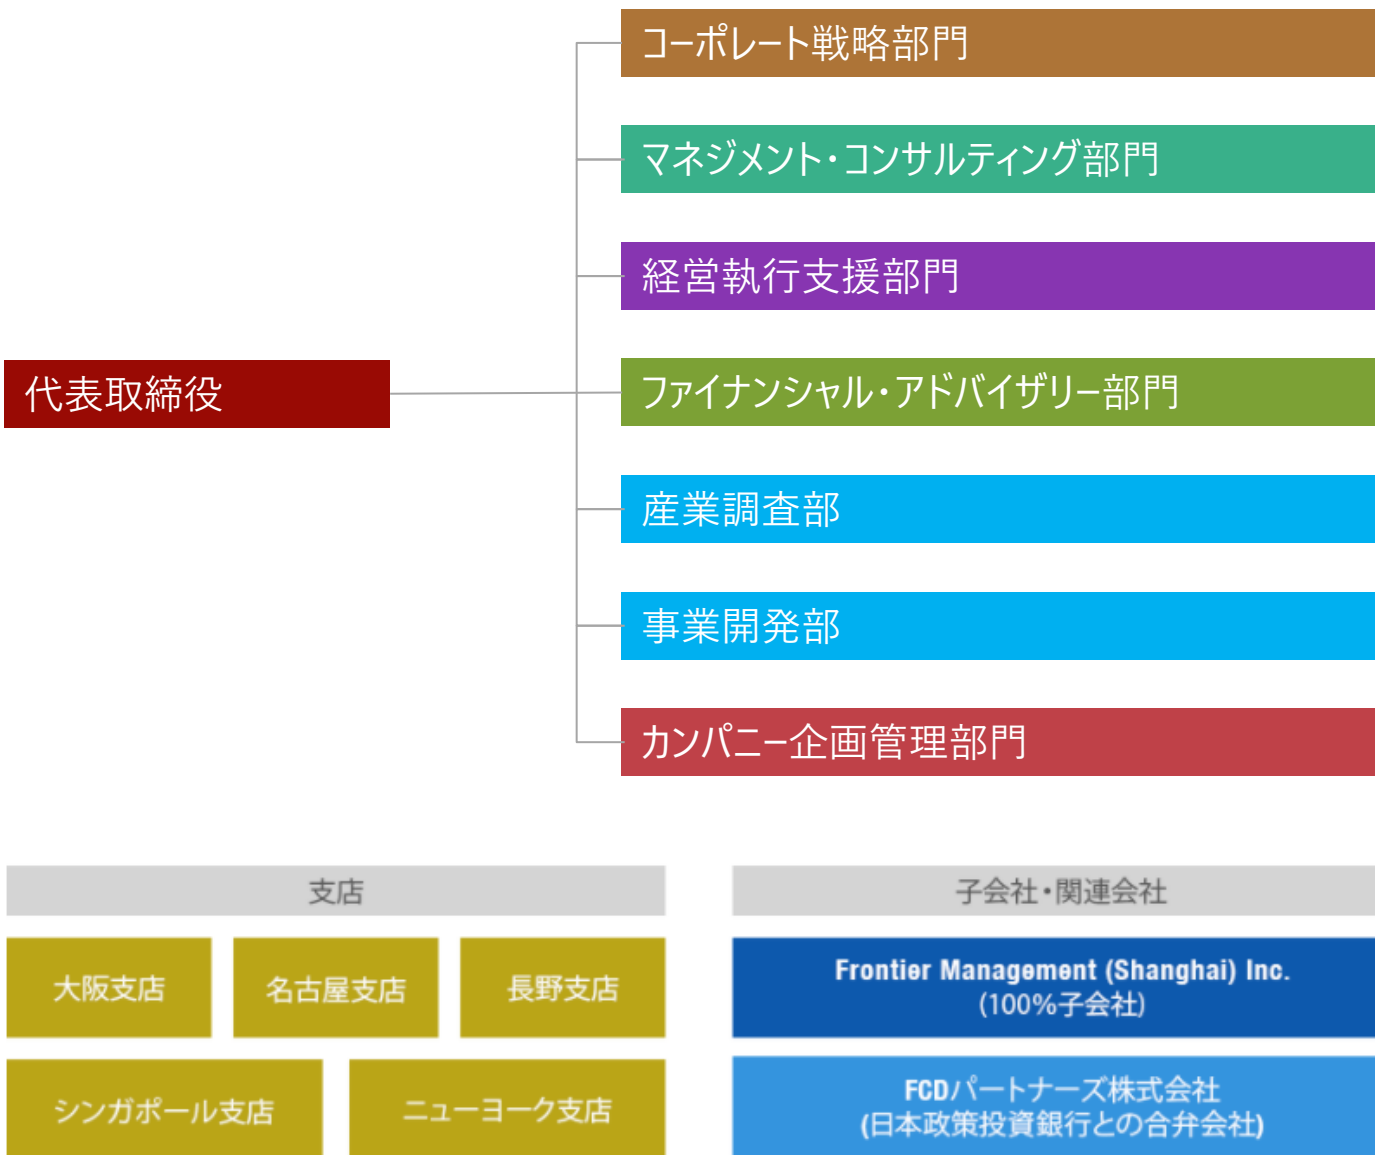 コーポレート戦略部門
マネジメント・コンサルティング部門
経営執行支援部門
代表取締役
ファイナンシャル・アドバイザリー部門
産業調査部
事業開発部
カンパニー企画管理部門
支店
大阪支店
名古屋支店
長野支店
シンガポール支店
ニューヨーク支店
子会社・関連会社
Frontier Management (Shanghai) Inc.
(100%子会社)
FCDパートナーズ株式会社
(日本政策投資銀行との合弁会社)